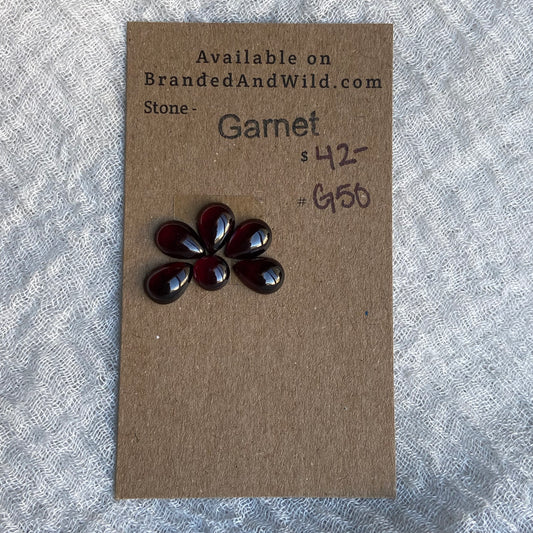 Available on
BrandedAndWild.com
Stone - Garnet
$ 42-
# G50